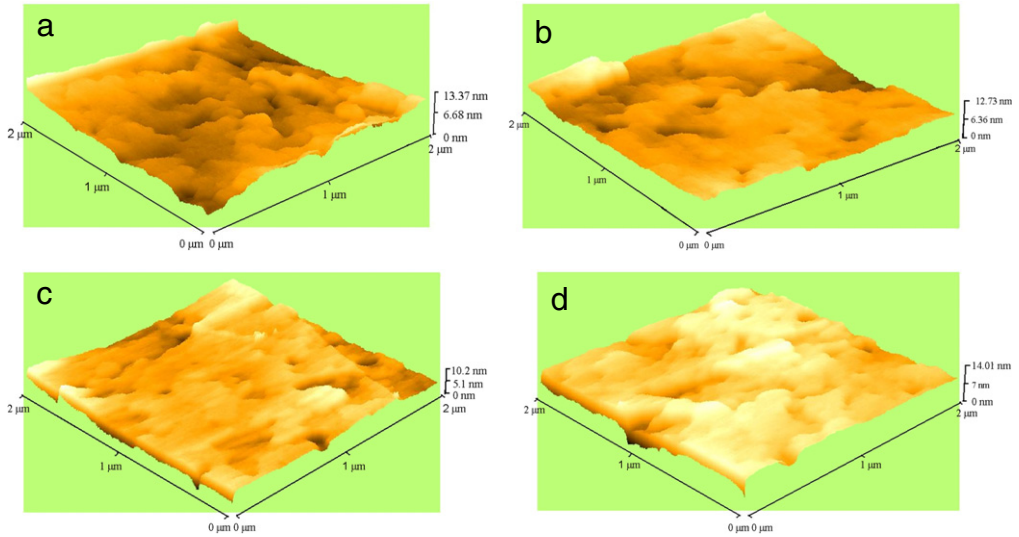 a
13.37 nm
6.68 nm
0 nm
2 µm
2 µm
1 µm
1 µm
0 µm 0 µm
b
12.73 nm
6.36 nm
0 nm
2 µm
2 µm
1 µm
1 µm
0 µm 0 µm
c
10.2 nm
5.1 nm
0 nm
2 µm
2 µm
1 µm
1 µm
0 µm 0 µm
d
14.01 nm
7 nm
0 nm
2 µm
2 µm
1 µm
1 µm
0 µm 0 µm